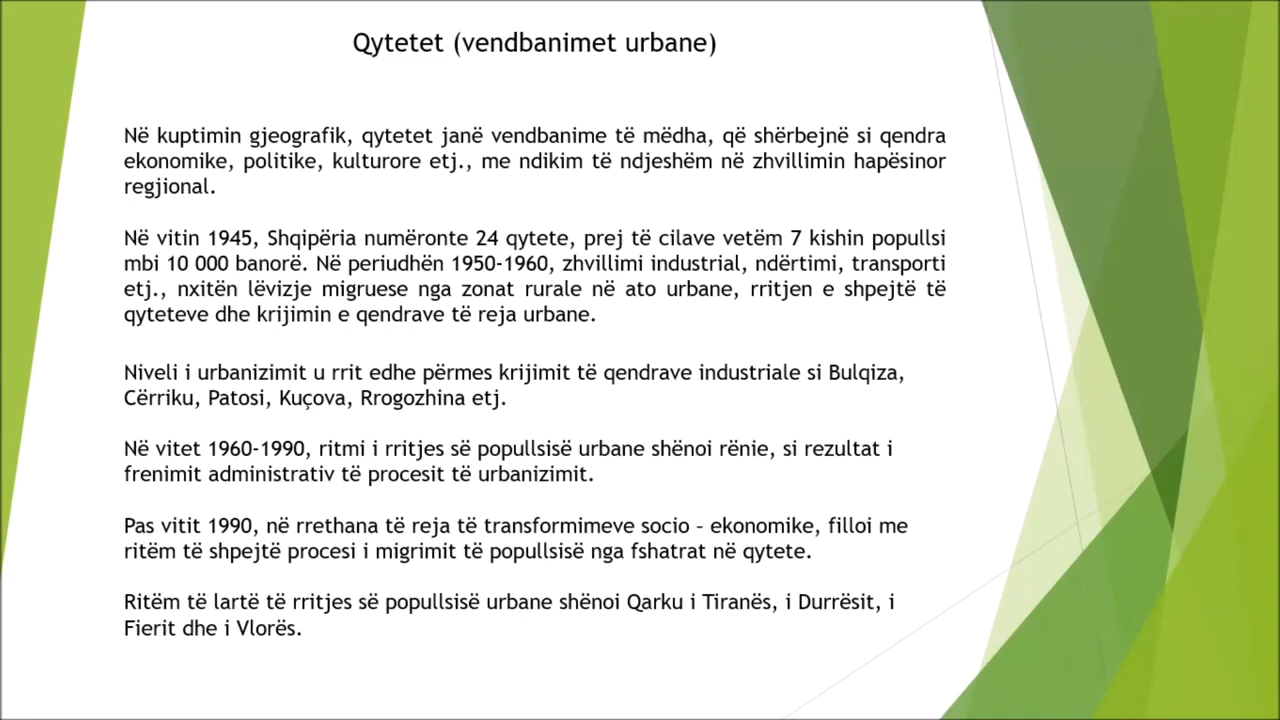 Qytetet (vendbanimet urbane)
Në kuptimin gjeografik, qytetet janë vendbanime të mëdha, që shërbejnë si qendra
ekonomike, politike, kulturore etj., me ndikim të ndjeshëm në zhvillimin hapësinor
regjional.
Në vitin 1945, Shqipëria numëronte 24 qytete, prej të cilave vetëm 7 kishin popullsi
mbi 10 000 banorë. Në periudhën 1950-1960, zhvillimi industrial, ndërtimi, transporti
etj., nxitën lëvizje migruese nga zonat rurale në ato urbane, rritjen e shpejtë të
qyteteve dhe krijimin e qendrave të reja urbane.
Niveli i urbanizimit u rrit edhe përmes krijimit të qendrave industriale si Bulqiza,
Cërriku, Patosi, Kuçova, Rrogozhina etj.
Në vitet 1960-1990, ritmi i rritjes së popullsisë urbane shënoi rënie, si rezultat i
frenimit administrativ të procesit të urbanizimit.
Pas vitit 1990, në rrethana të reja të transformimeve socio – ekonomike, filloi me
ritëm të shpejtë procesi i migrimit të popullsisë nga fshatrat në qytete.
Ritëm të lartë të rritjes së popullsisë urbane shënoi Qarku i Tiranës, i Durrësit, i
Fierit dhe i Vlorës.